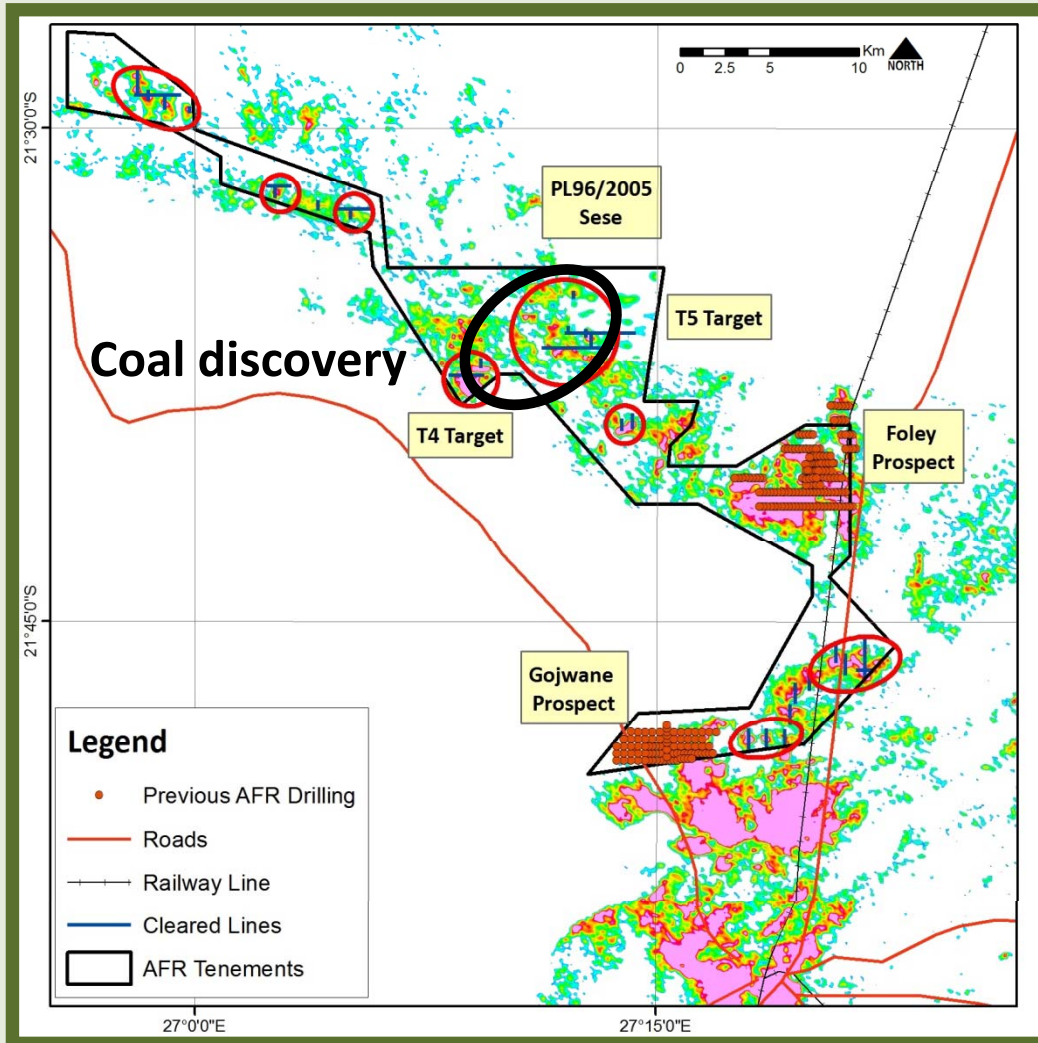 Km
0 2.5 5 10
NORTH
21°30'0"S
PL96/2005
Sese
T5 Target
Coal discovery
T4 Target
Foley
Prospect
21°45'0"S
Gojwane
Prospect
Legend
Previous AFR Drilling
Roads
Railway Line
Cleared Lines
AFR Tenements
27°0'0"E
27°15'0"E